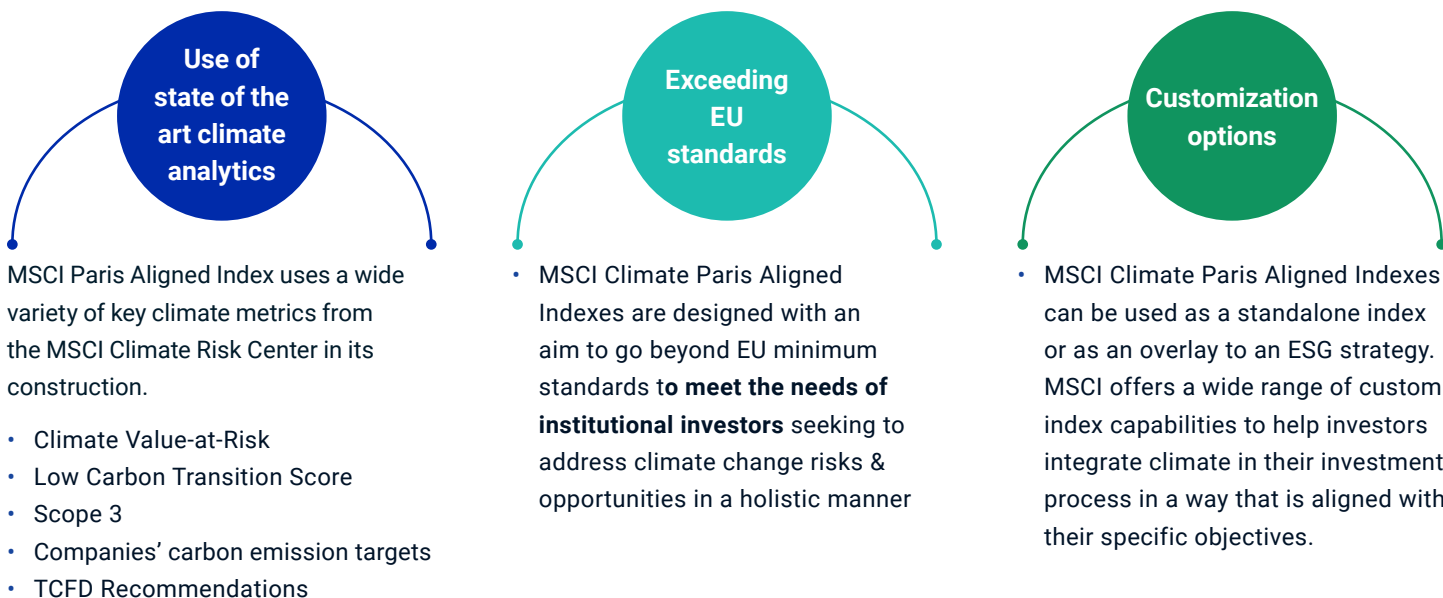 Use of
state of the
art climate
analytics
MSCI Paris Aligned Index uses a wide
variety of key climate metrics from
the MSCI Climate Risk Center in its
construction.
• Climate Value-at-Risk
• Low Carbon Transition Score
• Scope 3
• Companies’ carbon emission targets
• TCFD Recommendations
Exceeding
EU
standards
• MSCI Climate Paris Aligned
Indexes are designed with an
aim to go beyond EU minimum
standards to meet the needs of
institutional investors seeking to
address climate change risks &
opportunities in a holistic manner
Customization
options
• MSCI Climate Paris Aligned Indexes
can be used as a standalone index
or as an overlay to an ESG strategy.
MSCI offers a wide range of custom
index capabilities to help investors
integrate climate in their investment
process in a way that is aligned with
their specific objectives.